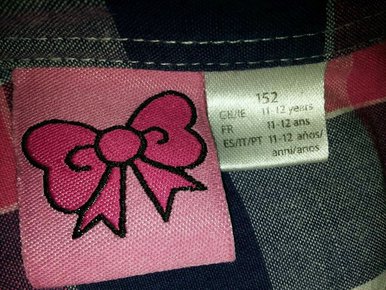 152
GB/IE 11-12 years
FR 11-12 ans
ES/IT/PT 11-12 años/
anni/anos